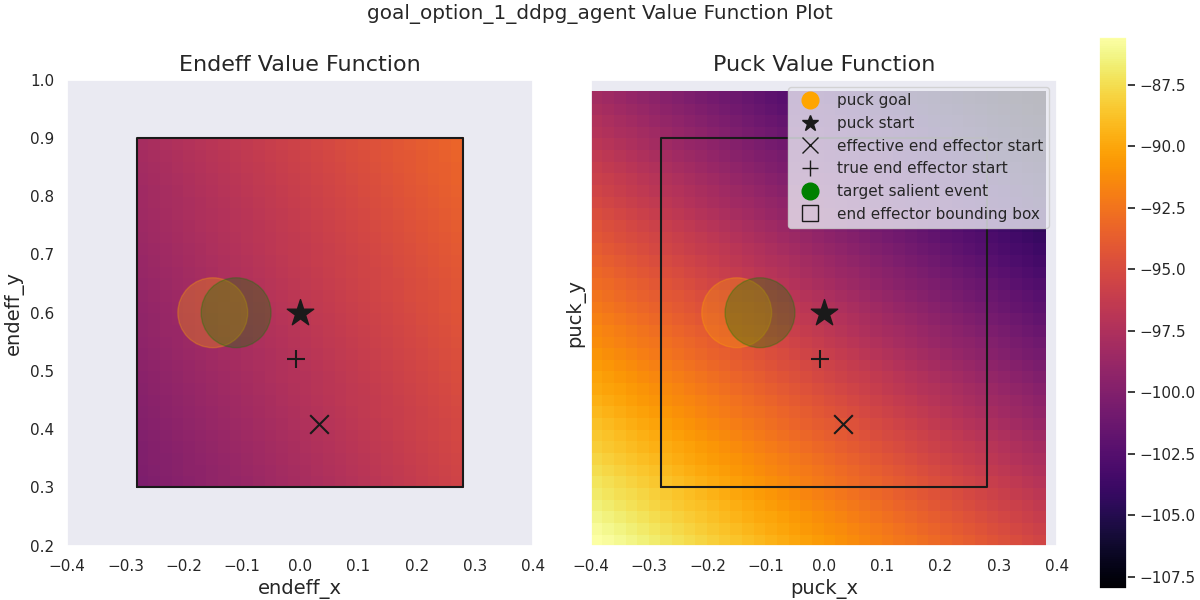 goal_option_1_ddpg_agent Value Function Plot
Endeff Value Function
1.0
0.9
0.8
0.7
0.6
0.5
0.4
0.3
0.2
endeff_y
−0.4 −0.3 −0.2 −0.1 0.0 0.1 0.2 0.3 0.4
endeff_x
Puck Value Function
puck goal
puck start
effective end effector start
true end effector start
target salient event
end effector bounding box
puck_y
−0.4 −0.3 −0.2 −0.1 0.0 0.1 0.2 0.3 0.4
puck_x
−87.5
−90.0
−92.5
−95.0
−97.5
−100.0
−102.5
−105.0
−107.5